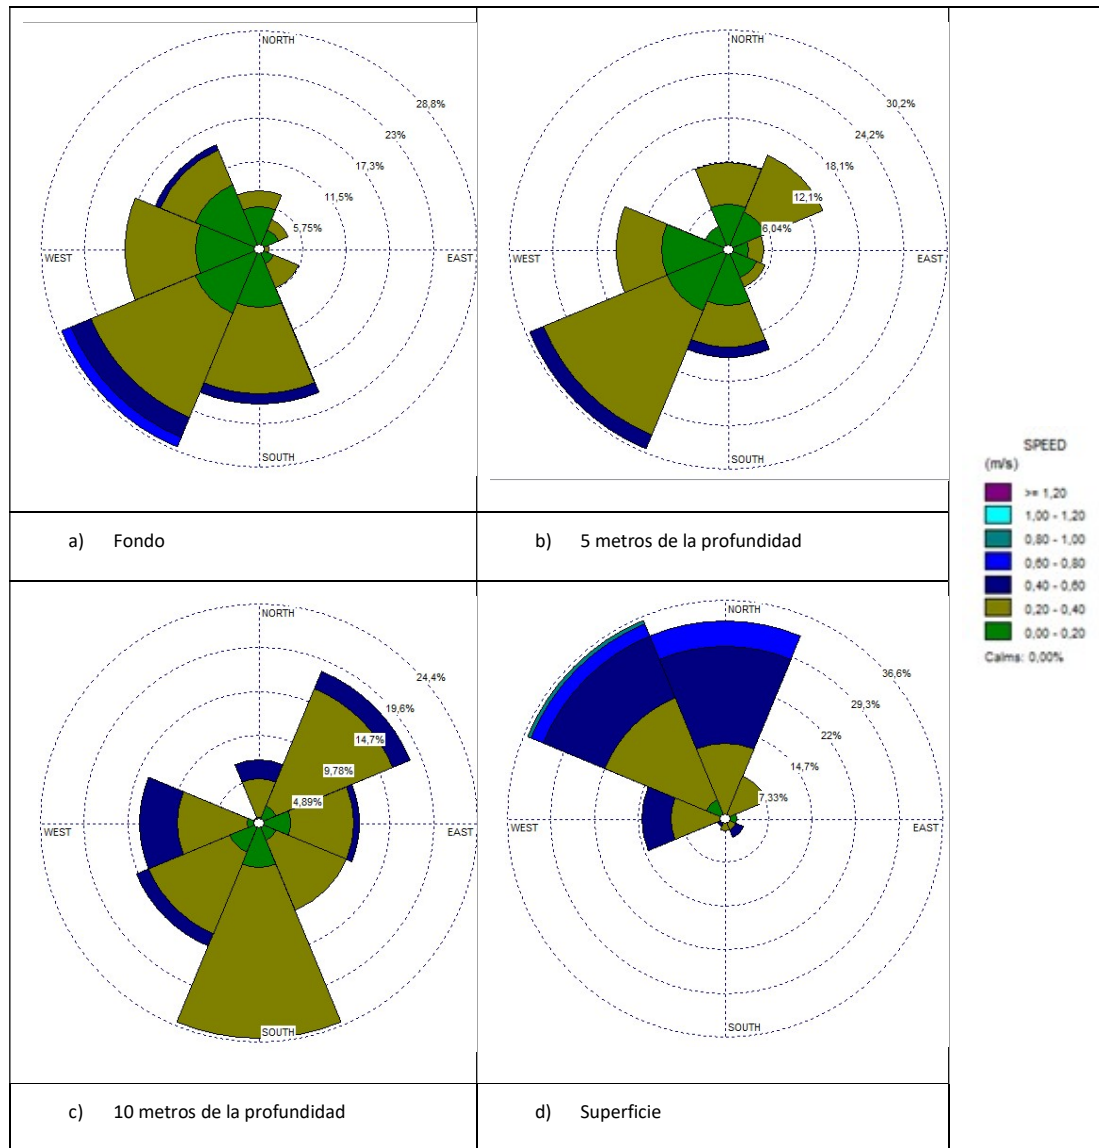 NORTH
28,8%
23%
17,3%
11,5%
5,75%
WEST
EAST
SOUTH
NORTH
30,2%
24,2%
18,1%
12,1%
6,04%
WEST
EAST
SOUTH
a) Fondo
b) 5 metros de la profundidad
NORTH
24,4%
19,6%
14,7%
9,78%
4,89%
WEST
EAST
SOUTH
NORTH
36,6%
29,3%
22%
14,7%
7,33%
WEST
EAST
SOUTH
c) 10 metros de la profundidad
d) Superficie
SPEED
(m/s)
>= 1,20
1,00 - 1,20
0,80 - 1,00
0,60 - 0,80
0,40 - 0,60
0,20 - 0,40
0,00 - 0,20
Calms: 0,00%